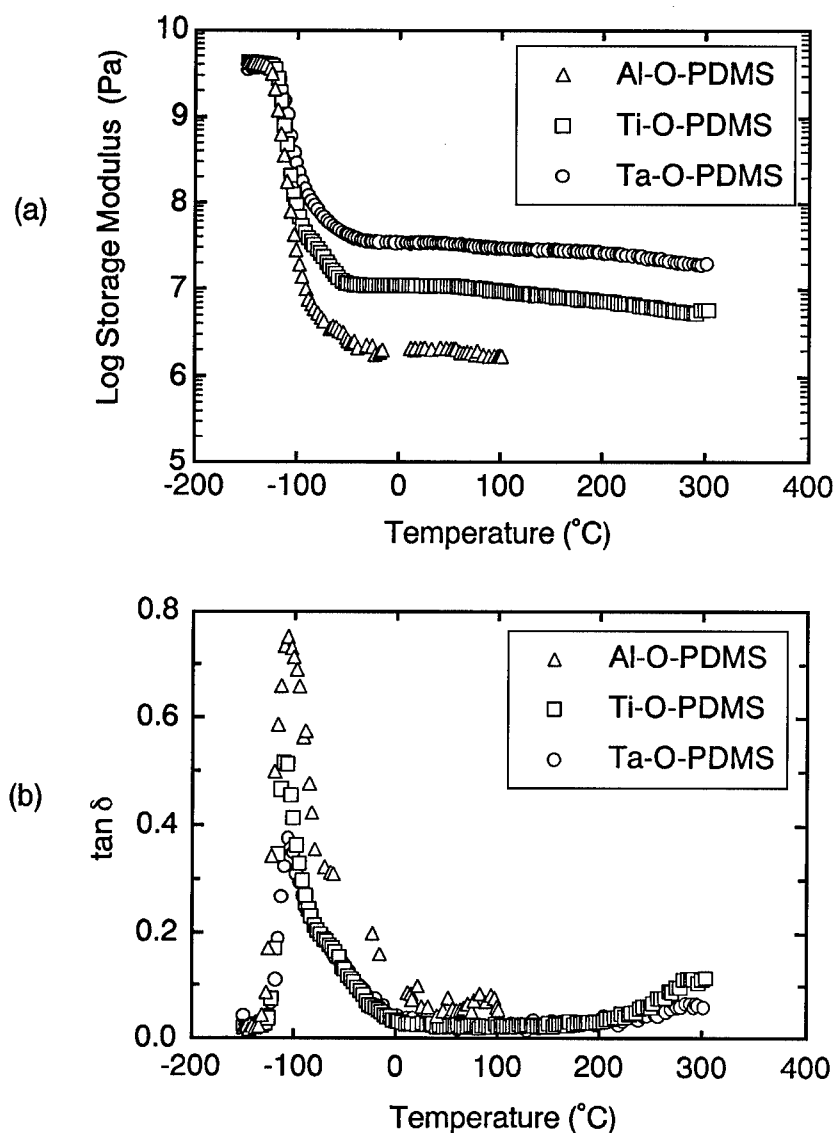 (a)
Log Storage Modulus (Pa)
10
9
8
7
6
5
Al-O-PDMS
Ti-O-PDMS
Ta-O-PDMS
-200 -100 0 100 200 300 400
Temperature (°C)
(b)
tan δ
0.8
0.6
0.4
0.2
0.0
Al-O-PDMS
Ti-O-PDMS
Ta-O-PDMS
-200 -100 0 100 200 300 400
Temperature (°C)